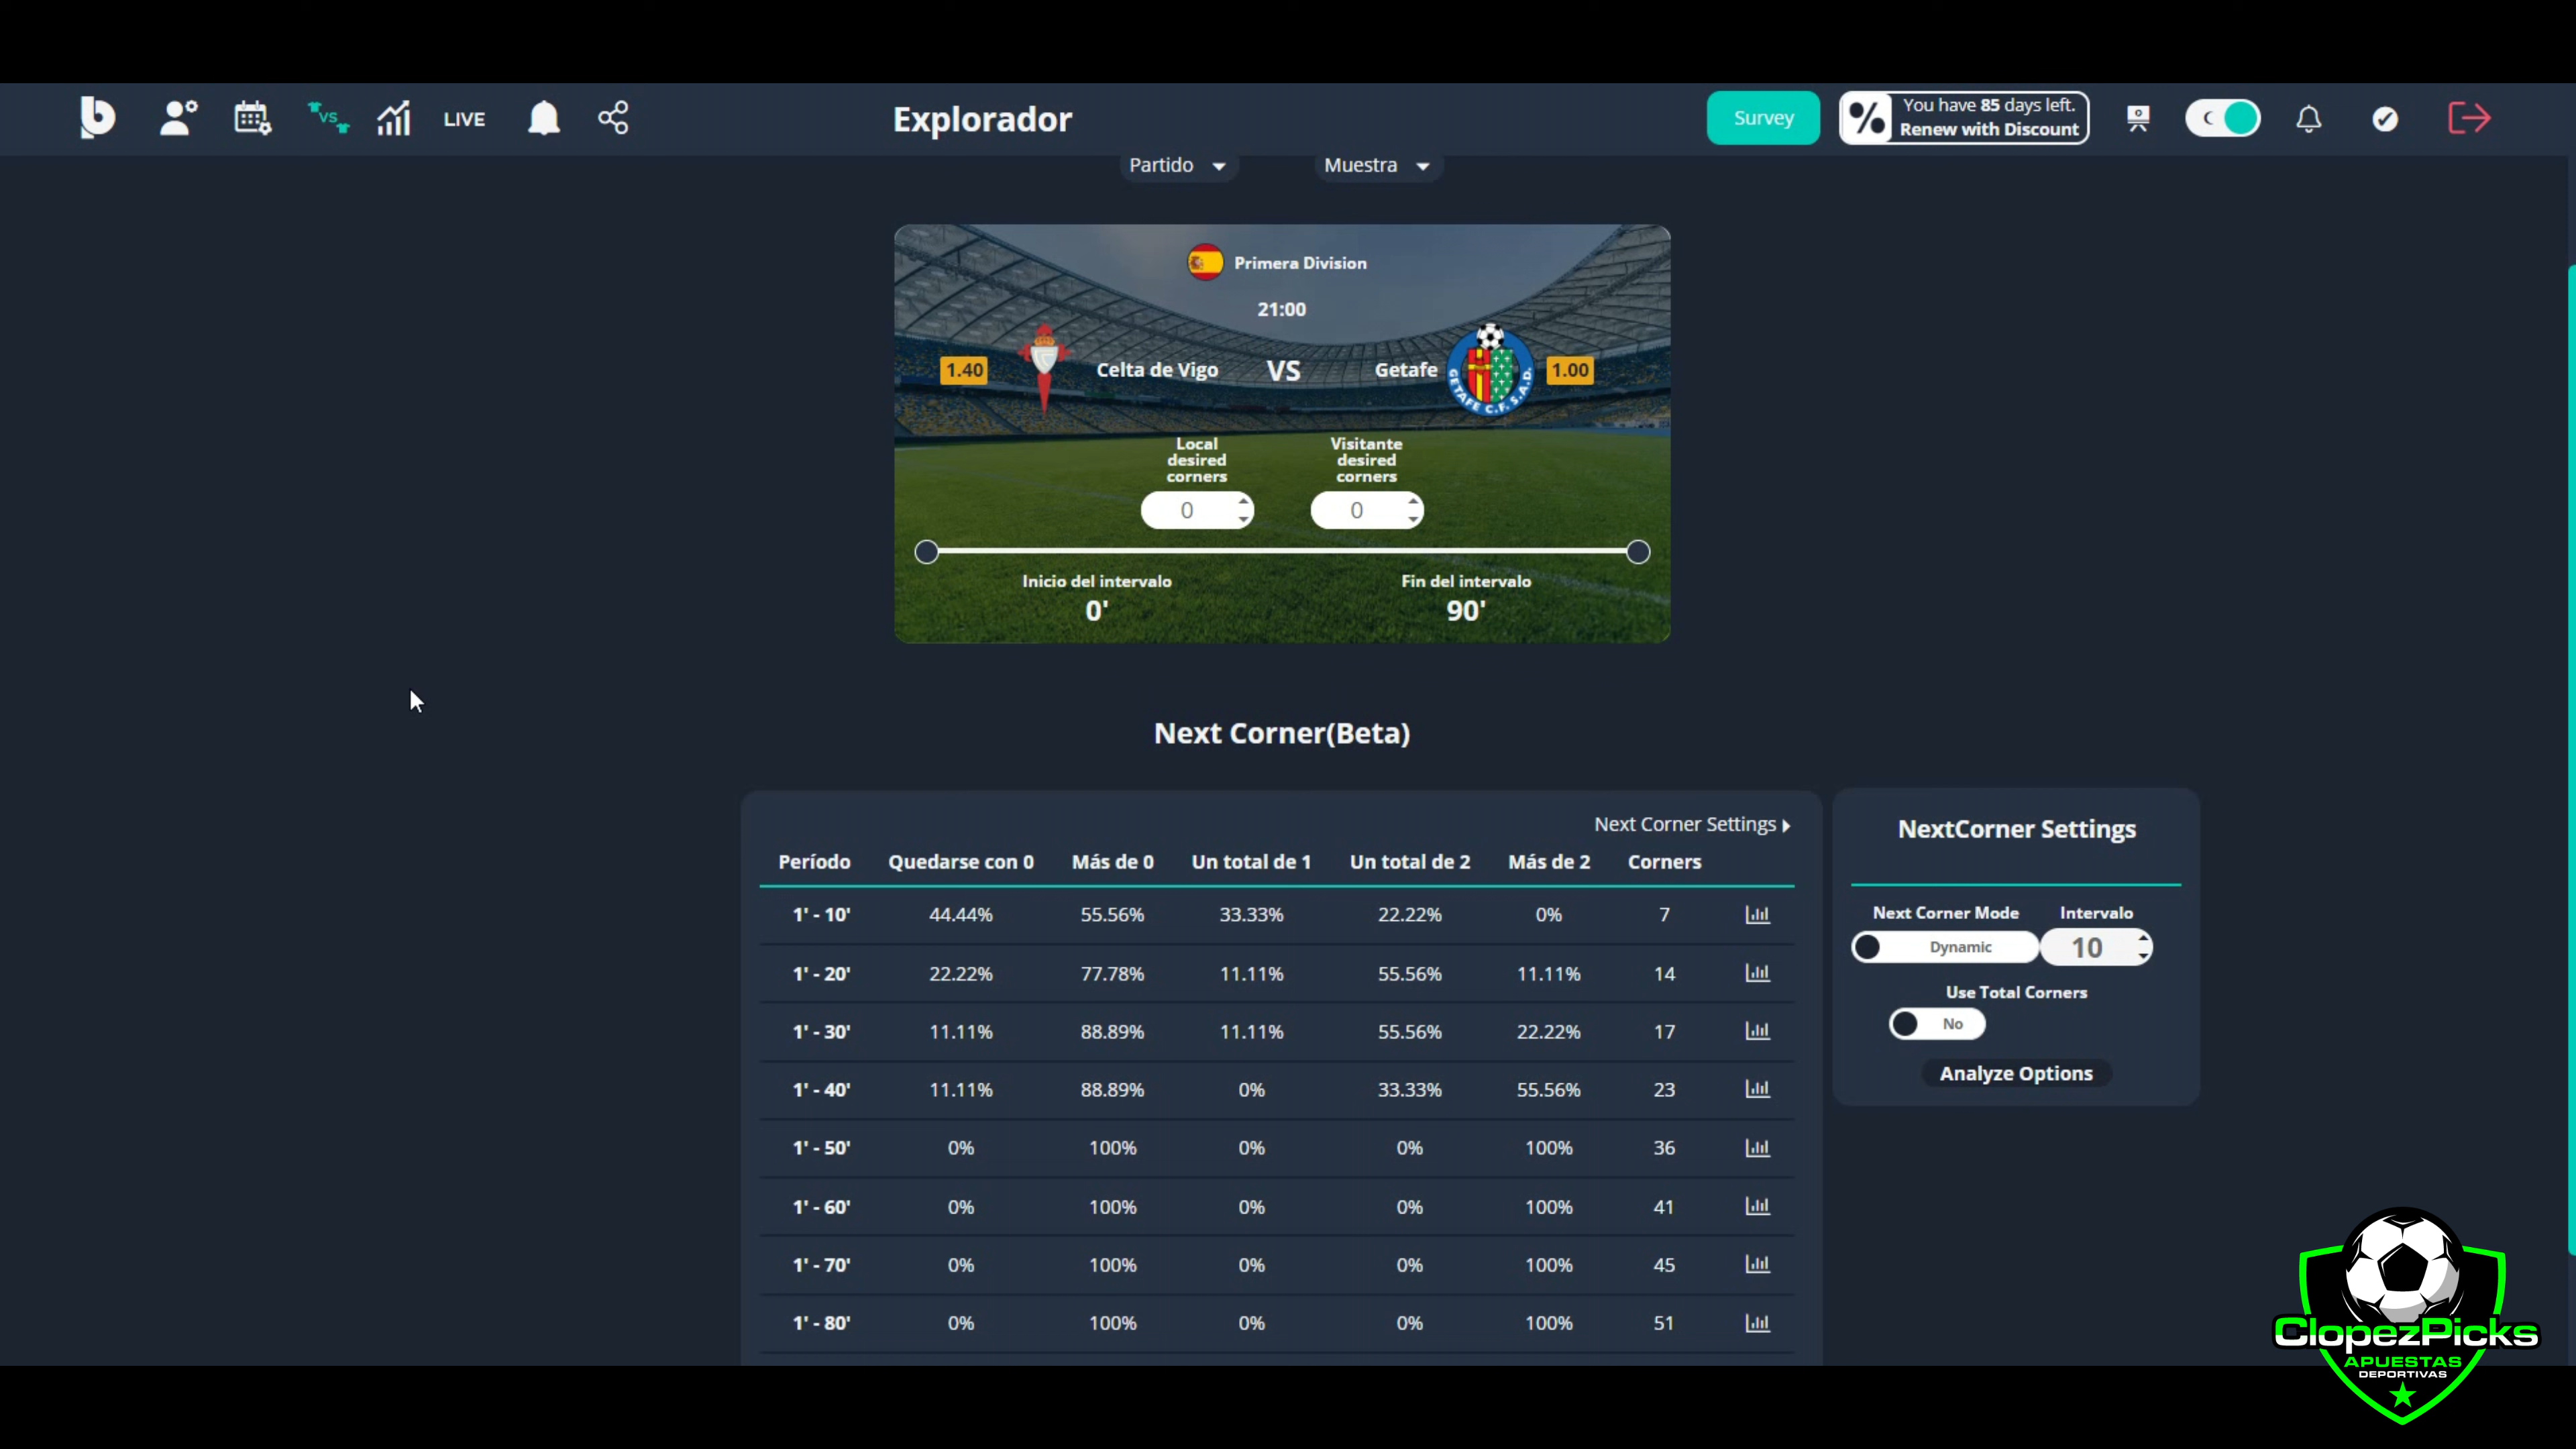 LIVE
Explorador
Survey
You have 85 days left.
Renew with Discount
Partido
Muestra
Primera Division
21:00
1.40 Celta de Vigo VS Getafe 1.00
GETAFE C.F. S.A.D.
Local desired corners
Visitante desired corners
0 0
Inicio del intervalo Fin del intervalo
0' 90'
Next Corner(Beta)
Next Corner Settings
Período Quedarse con 0 Más de 0 Un total de 1 Un total de 2 Más de 2 Corners
1' - 10' 44.44% 55.56% 33.33% 22.22% 0% 7
1' - 20' 22.22% 77.78% 11.11% 55.56% 11.11% 14
1' - 30' 11.11% 88.89% 11.11% 55.56% 22.22% 17
1' - 40' 11.11% 88.89% 0% 33.33% 55.56% 23
1' - 50' 0% 100% 0% 0% 100% 36
1' - 60' 0% 100% 0% 0% 100% 41
1' - 70' 0% 100% 0% 0% 100% 45
1' - 80' 0% 100% 0% 0% 100% 51
NextCorner Settings
Next Corner Mode Intervalo
Dynamic 10
Use Total Corners
No
Analyze Options
ClopezPicks
APUESTAS
DEPORTIVAS